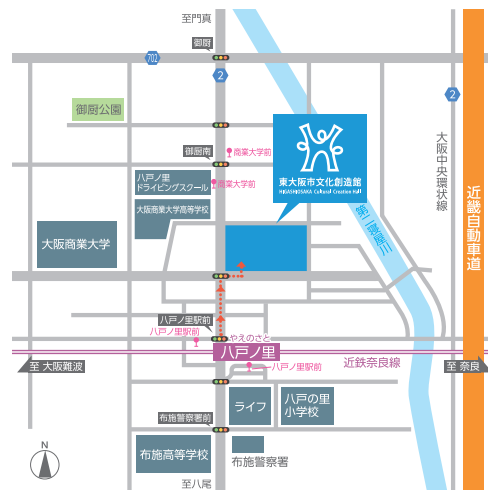 至門真
御厨
702
2
2
御厨公園
御厨南
商業大学前
八戸ノ里
ドライビングスクール
商業大学前
大阪商業大学高等学校
大阪商業大学
東大阪市文化創造館
HIGASHIOSAKA Cultural Creation Hall
大阪中央環状線
近畿自動車道
第二寝屋川
八戸ノ里駅前
八戸ノ里駅前
やえのさと
八戸ノ里
近鉄奈良線
至 大阪難波
至 奈良
八戸ノ里駅前
ライフ
八戸の里
小学校
布施警察署前
布施高等学校
布施警察署
N
至八尾